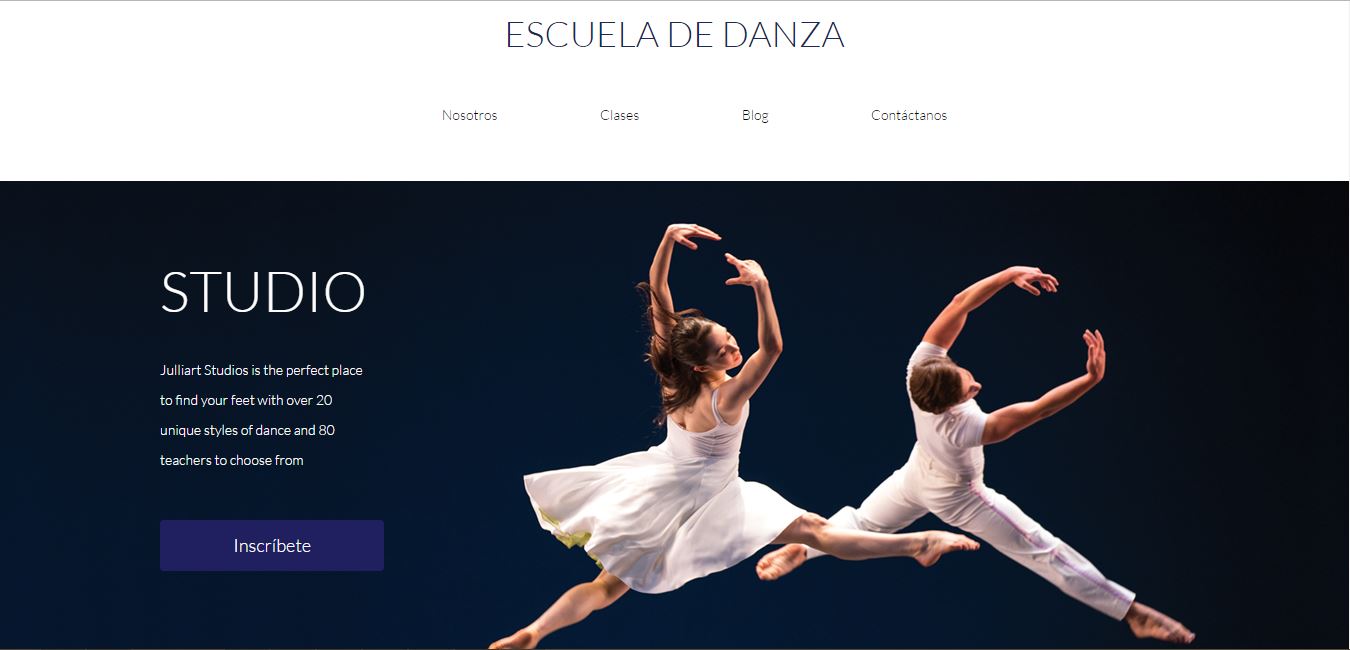 ESCUELA DE DANZA
Nosotros Clases Blog Contáctanos
STUDIO
Julliart Studios is the perfect place
to find your feet with over 20
unique styles of dance and 80
teachers to choose from
Inscríbete